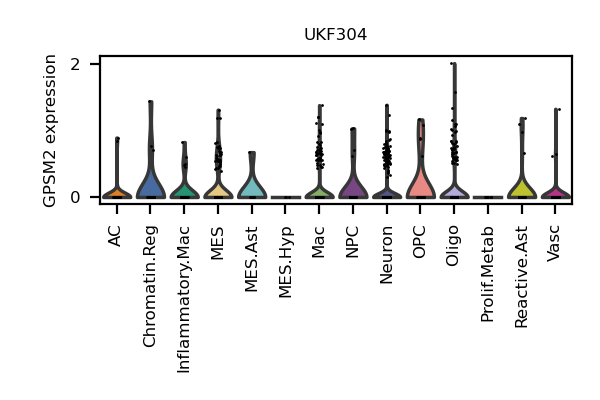 UKF304
GPSM2 expression
2
0
AC
Chromatin.Reg
Inflammatory.Mac
MES
MES.Ast
MES.Hyp
Mac
NPC
Neuron
OPC
Oligo
Prolif.Metab
Reactive.Ast
Vasc